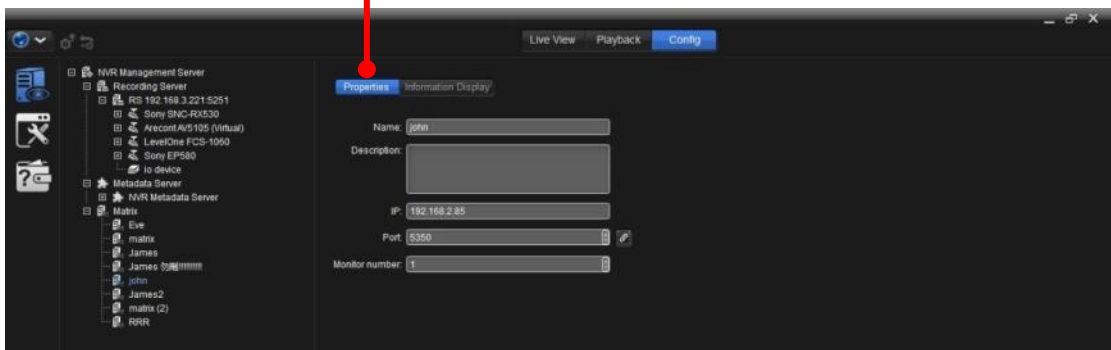 Live View Playback Config
NVR Management Server
Recording Server
RS 192.168.3.221:5251
Sony SNC-RX530
Arecont AV5105 (Virtual)
LevelOne FCS-1060
Sony EP580
io device
Metadata Server
NVR Metadata Server
Matrix
Eve
matrix
James
James 勿刪!!!!!!!!!
john
James2
matrix (2)
RRR
Properties Information Display
Name: john
Description:
IP: 192.168.2.85
Port: 5350
Monitor number: 1